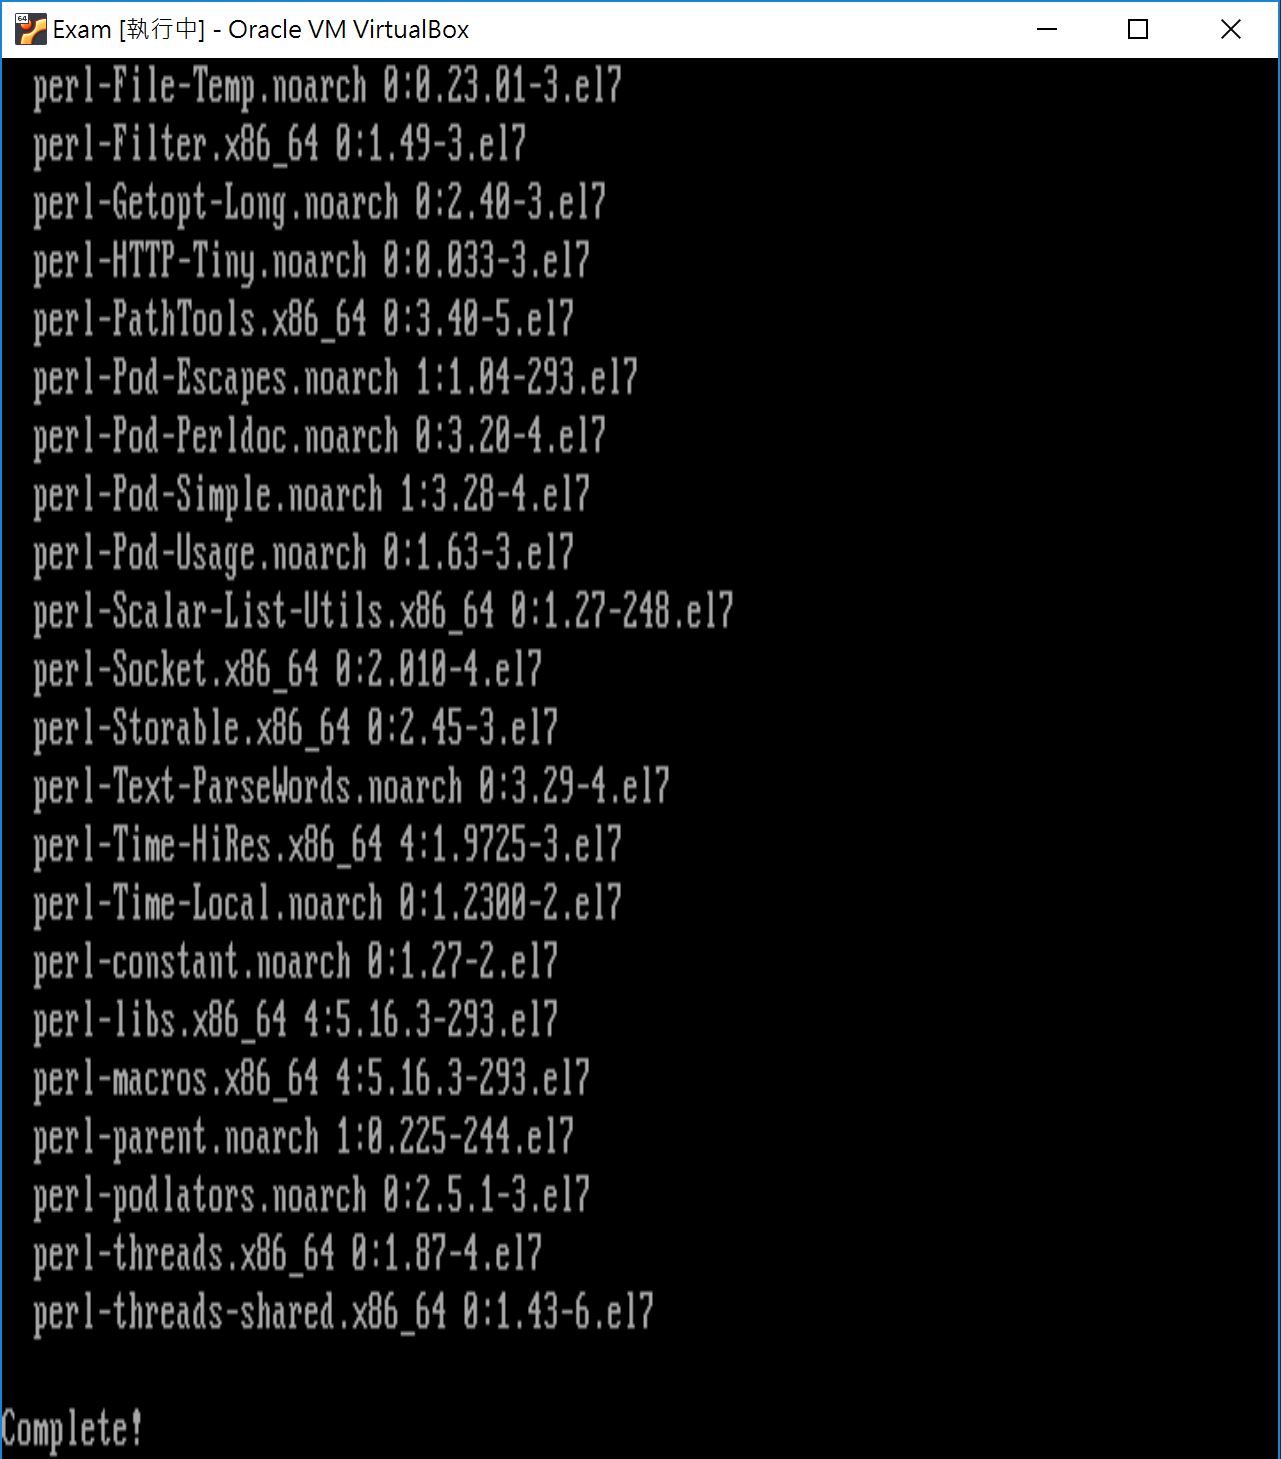 64
Exam [執行中] - Oracle VM VirtualBox
perl-File-Temp.noarch 0:0.23.01-3.el7
perl-Filter.x86_64 0:1.49-3.el7
perl-Getopt-Long.noarch 0:2.40-3.el7
perl-HTTP-Tiny.noarch 0:0.033-3.el7
perl-PathTools.x86_64 0:3.40-5.el7
perl-Pod-Escapes.noarch 1:1.04-293.el7
perl-Pod-Perldoc.noarch 0:3.20-4.el7
perl-Pod-Simple.noarch 1:3.28-4.el7
perl-Pod-Usage.noarch 0:1.63-3.el7
perl-Scalar-List-Utils.x86_64 0:1.27-248.el7
perl-Socket.x86_64 0:2.010-4.el7
perl-Storable.x86_64 0:2.45-3.el7
perl-Text-ParseWords.noarch 0:3.29-4.el7
perl-Time-HiRes.x86_64 4:1.9725-3.el7
perl-Time-Local.noarch 0:1.2300-2.el7
perl-constant.noarch 0:1.27-2.el7
perl-libs.x86_64 4:5.16.3-293.el7
perl-macros.x86_64 4:5.16.3-293.el7
perl-parent.noarch 1:0.225-244.el7
perl-podlators.noarch 0:2.5.1-3.el7
perl-threads.x86_64 0:1.87-4.el7
perl-threads-shared.x86_64 0:1.43-6.el7
Complete!